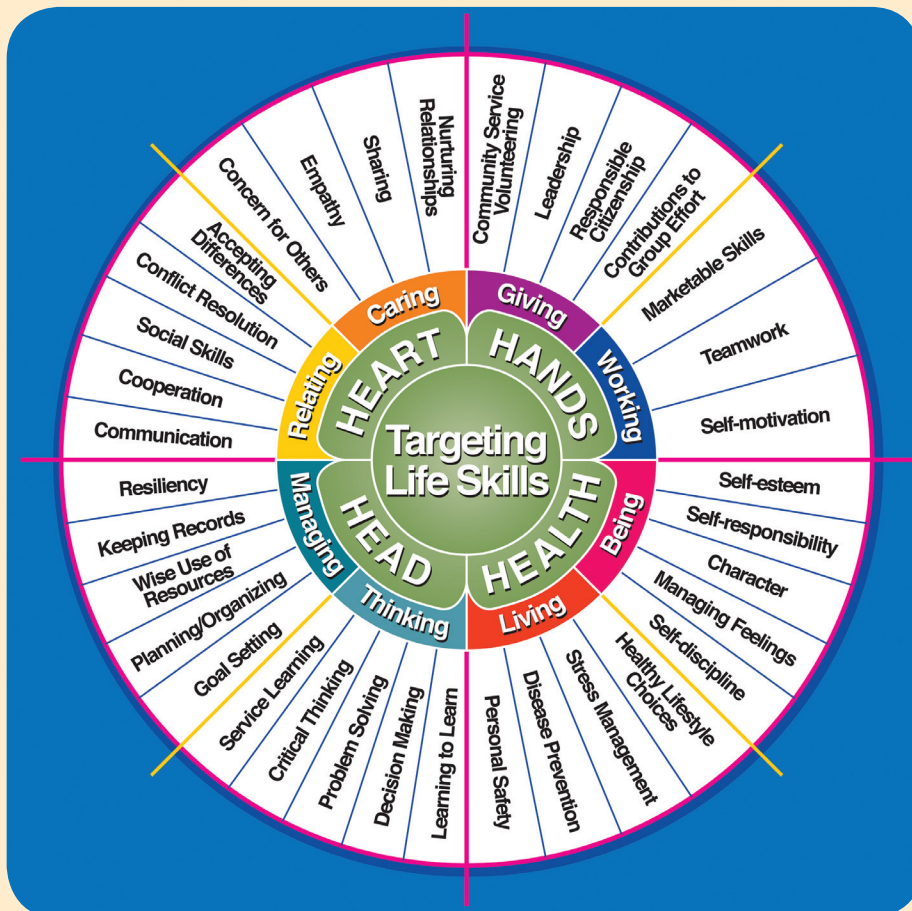 Targeting
Life Skills
HEART
HANDS
HEALTH
HEAD
Caring
Giving
Working
Being
Living
Thinking
Managing
Relating
Nurturing
Relationships
Sharing
Empathy
Concern for Others
Accepting
Differences
Conflict Resolution
Social Skills
Cooperation
Communication
Community Service
Volunteering
Leadership
Responsible
Citizenship
Contributions to
Group Effort
Marketable Skills
Teamwork
Self-motivation
Self-esteem
Self-responsibility
Character
Managing Feelings
Self-discipline
Healthy Lifestyle
Choices
Stress Management
Disease Prevention
Personal Safety
Learning to Learn
Decision Making
Problem Solving
Critical Thinking
Service Learning
Goal Setting
Planning/Organizing
Wise Use of
Resources
Keeping Records
Resiliency